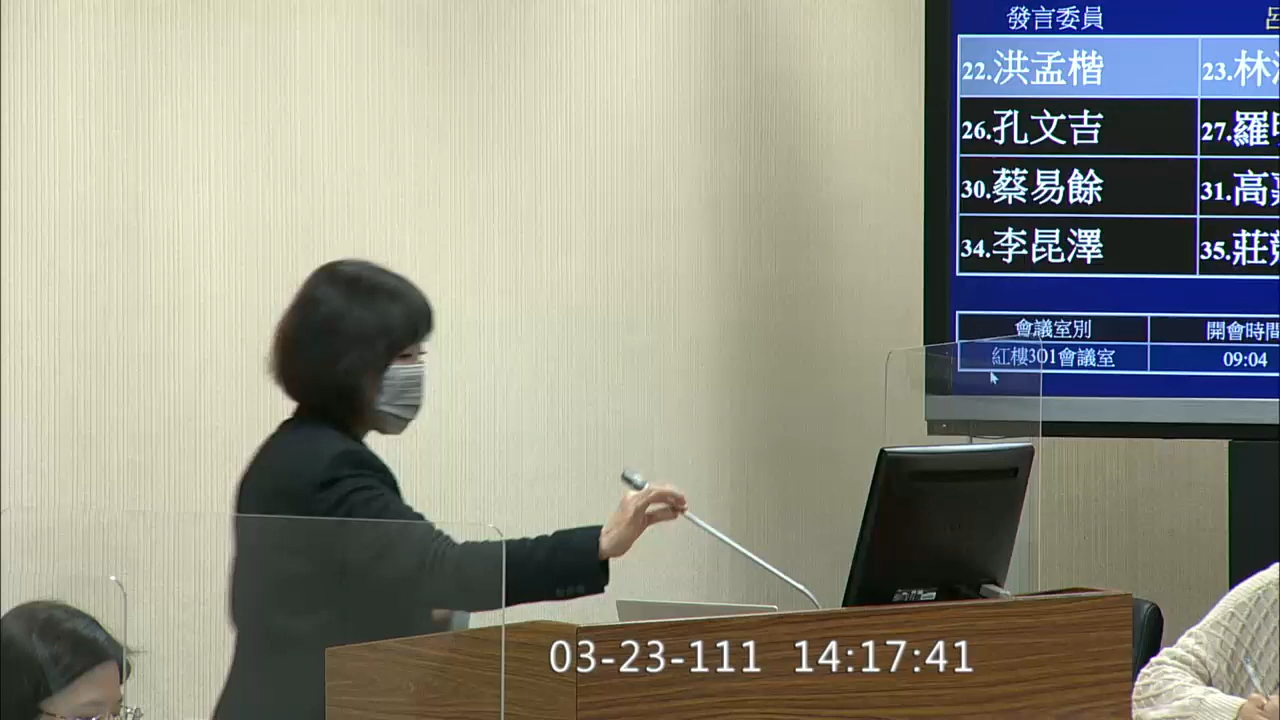 發言委員
22.洪孟楷 23.林
26.孔文吉 27.羅
30.蔡易餘 31.高
34.李昆澤 35.莊
會議室別 開會時間
紅樓301會議室 09:04
03-23-111 14:17:41